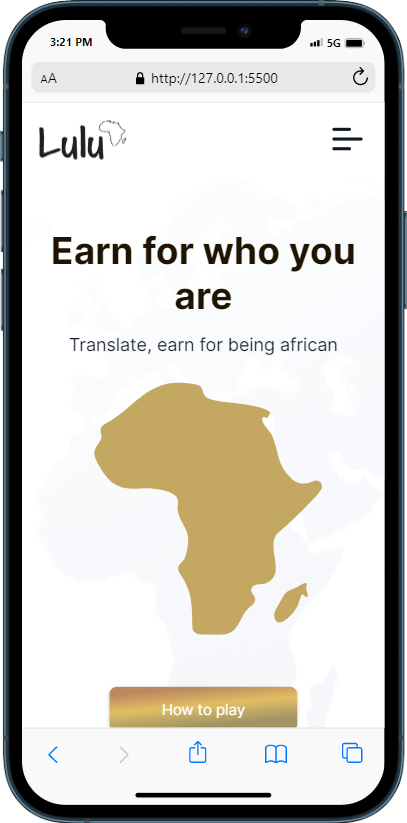 3:21 PM
5G
AA
http://127.0.0.1:5500
Lulu
Earn for who you
are
Translate, earn for being african
How to play